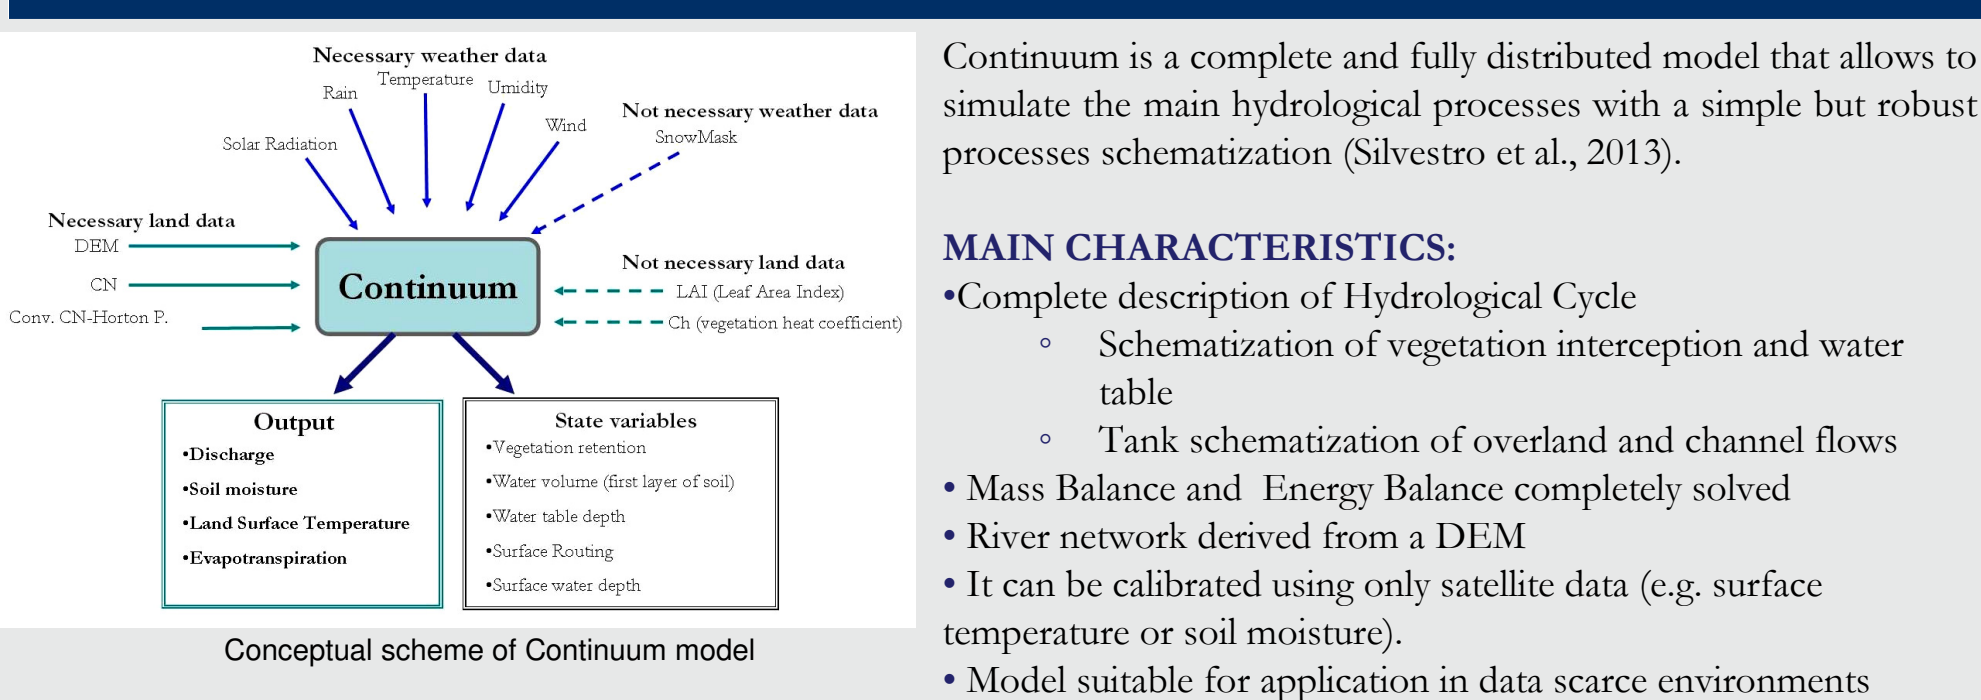 Necessary weather data
Temperature
Umidity
Rain
Wind
Solar Radiation
Not necessary weather data
SnowMask
Necessary land data
DEM
CN
Conv. CN-Horton P.
Continuum
Not necessary land data
LAI (Leaf Area Index)
Ch (vegetation heat coefficient)
Output
•Discharge
•Soil moisture
•Land Surface Temperature
•Evapotranspiration
State variables
•Vegetation retention
•Water volume (first layer of soil)
•Water table depth
•Surface Routing
•Surface water depth
Conceptual scheme of Continuum model
Continuum is a complete and fully distributed model that allows to
simulate the main hydrological processes with a simple but robust
processes schematization (Silvestro et al., 2013).
MAIN CHARACTERISTICS:
•Complete description of Hydrological Cycle
° Schematization of vegetation interception and water
table
° Tank schematization of overland and channel flows
• Mass Balance and Energy Balance completely solved
• River network derived from a DEM
• It can be calibrated using only satellite data (e.g. surface
temperature or soil moisture).
• Model suitable for application in data scarce environments